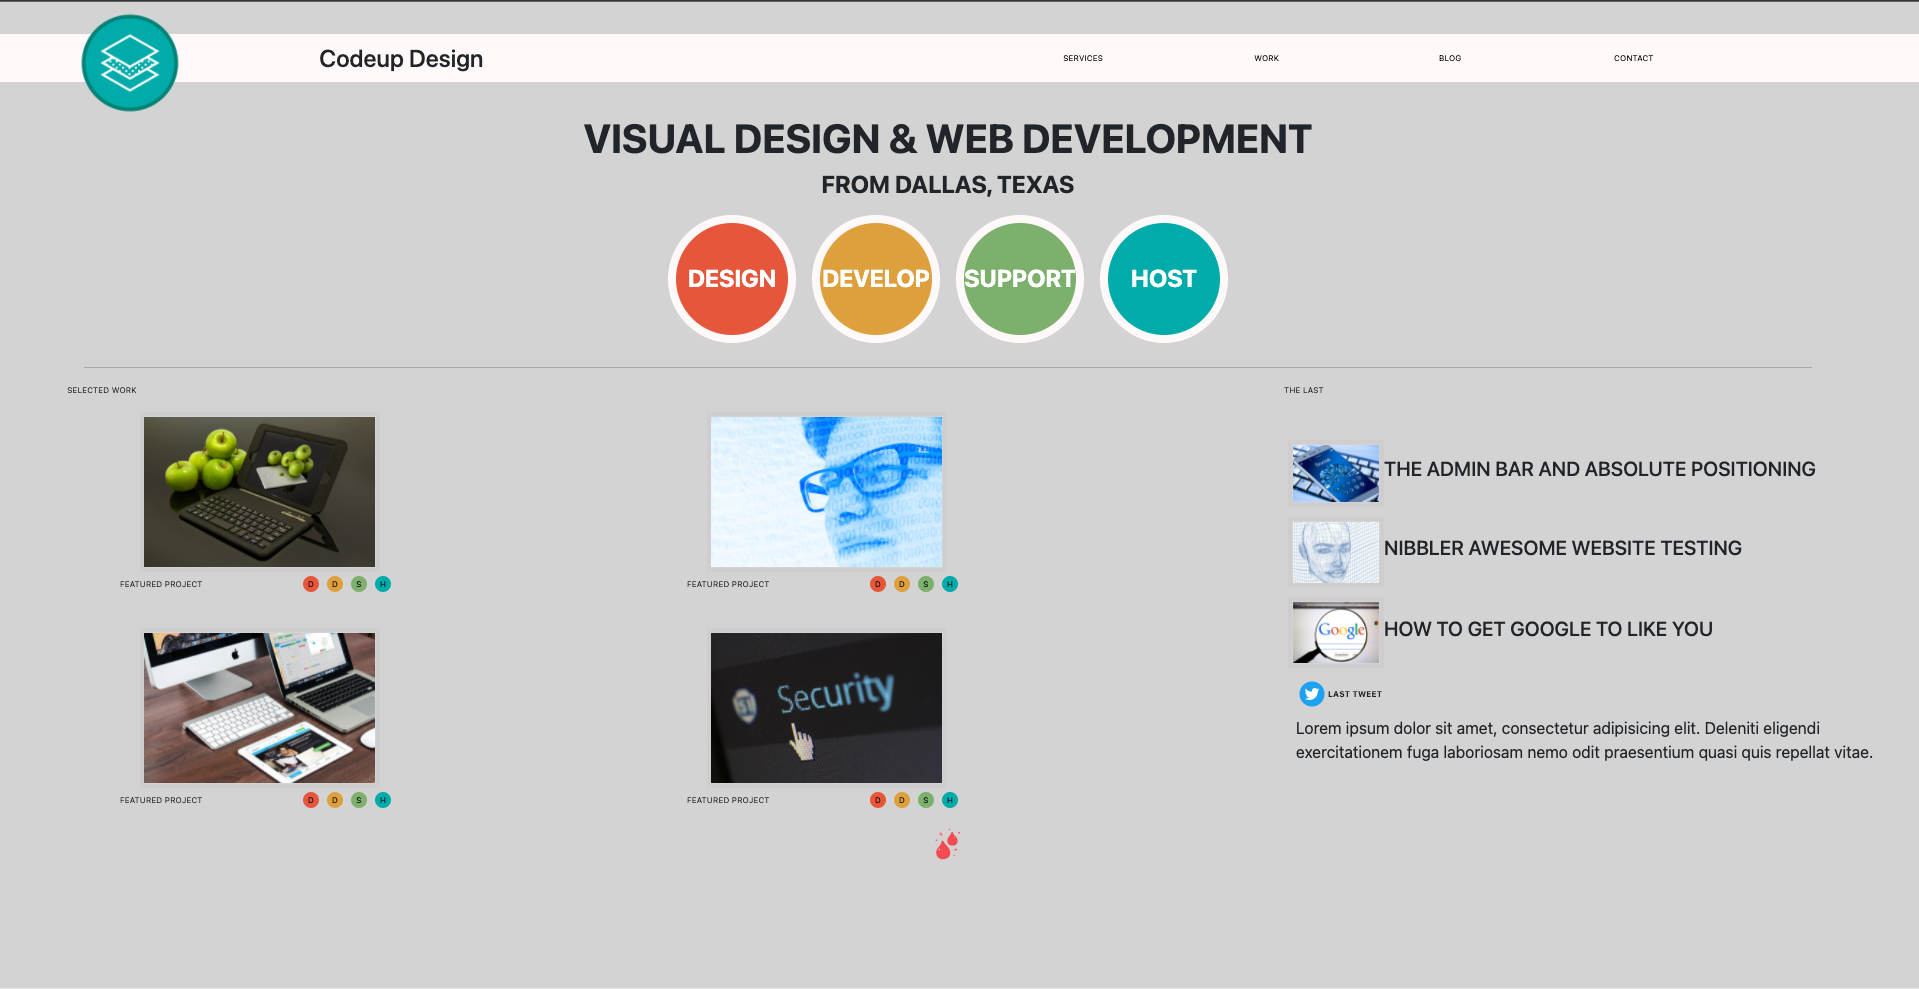 Codeup Design
SERVICES
WORK
BLOG
CONTACT
VISUAL DESIGN & WEB DEVELOPMENT
FROM DALLAS, TEXAS
DESIGN
DEVELOP
SUPPORT
HOST
SELECTED WORK
FEATURED PROJECT
D D S H
FEATURED PROJECT
D D S H
Security
FEATURED PROJECT
D D S H
FEATURED PROJECT
D D S H
THE LAST
THE ADMIN BAR AND ABSOLUTE POSITIONING
NIBBLER AWESOME WEBSITE TESTING
Google
HOW TO GET GOOGLE TO LIKE YOU
LAST TWEET
Lorem ipsum dolor sit amet, consectetur adipisicing elit. Deleniti eligendi
exercitationem fuga laboriosam nemo odit praesentium quasi quis repellat vitae.